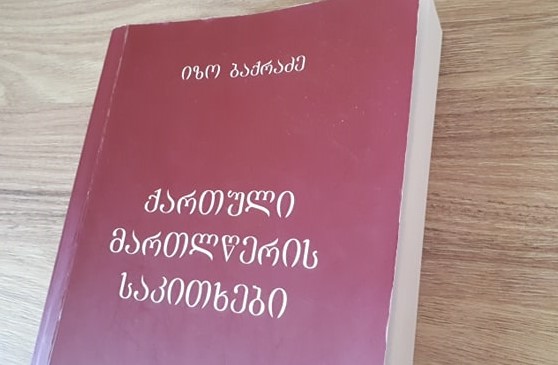 იზო ბაქრაძე
ქართული
მართლწერის
საკითხები